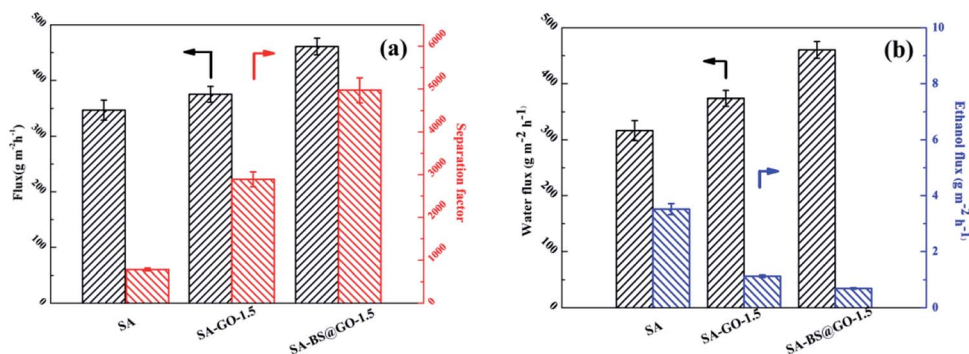 (a)
500
400
300
200
100
0
Flux(g m⁻²h⁻¹)
6000
5000
4000
3000
2000
1000
0
Separation factor
SA
SA-GO-1.5
SA-BS@GO-1.5
(b)
500
400
300
200
100
0
Water flux (g m⁻² h⁻¹)
10
8
6
4
2
0
Ethanol flux (g m⁻² h⁻¹)
SA
SA-GO-1.5
SA-BS@GO-1.5